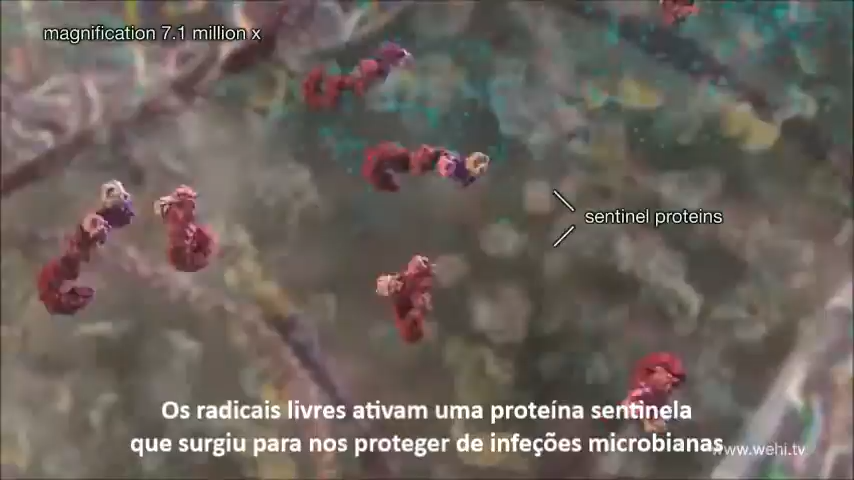 magnification 7.1 million x
sentinel proteins
Os radicais livres ativam uma proteína sentinela
que surgiu para nos proteger de infeções microbianas
www.wehi.tv